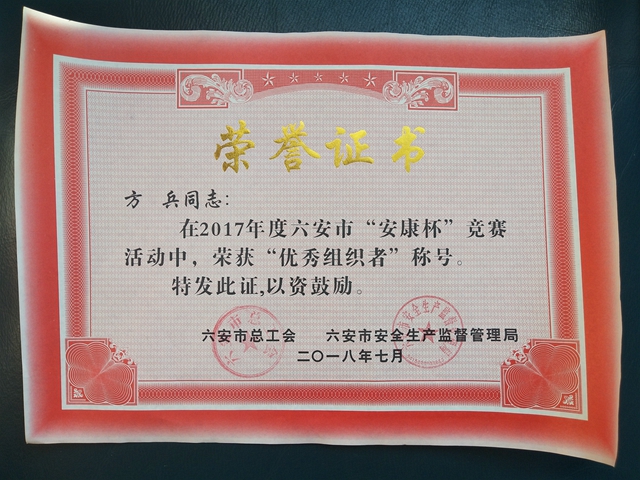 荣誉证书
方 兵同志：
在2017年度六安市“安康杯”竞赛
活动中，荣获“优秀组织者”称号。
特发此证,以资鼓励。
六安市总工会 六安市安全生产监督管理局
二〇一八年七月